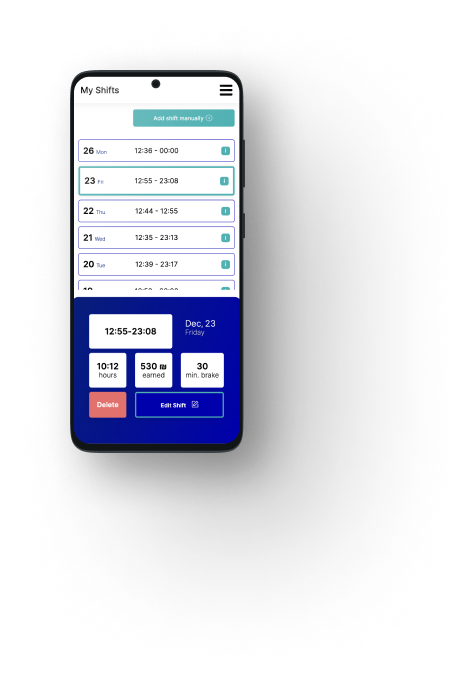 My Shifts
Add shift manually
26 Mon 12:36 - 00:00
23 Fri 12:55 - 23:08
22 Thu 12:44 - 12:55
21 Wed 12:35 - 23:13
20 Tue 12:39 - 23:17
12:55-23:08
Dec, 23
Friday
10:12
hours
530 ₪
earned
30
min. brake
Delete
Edit Shift